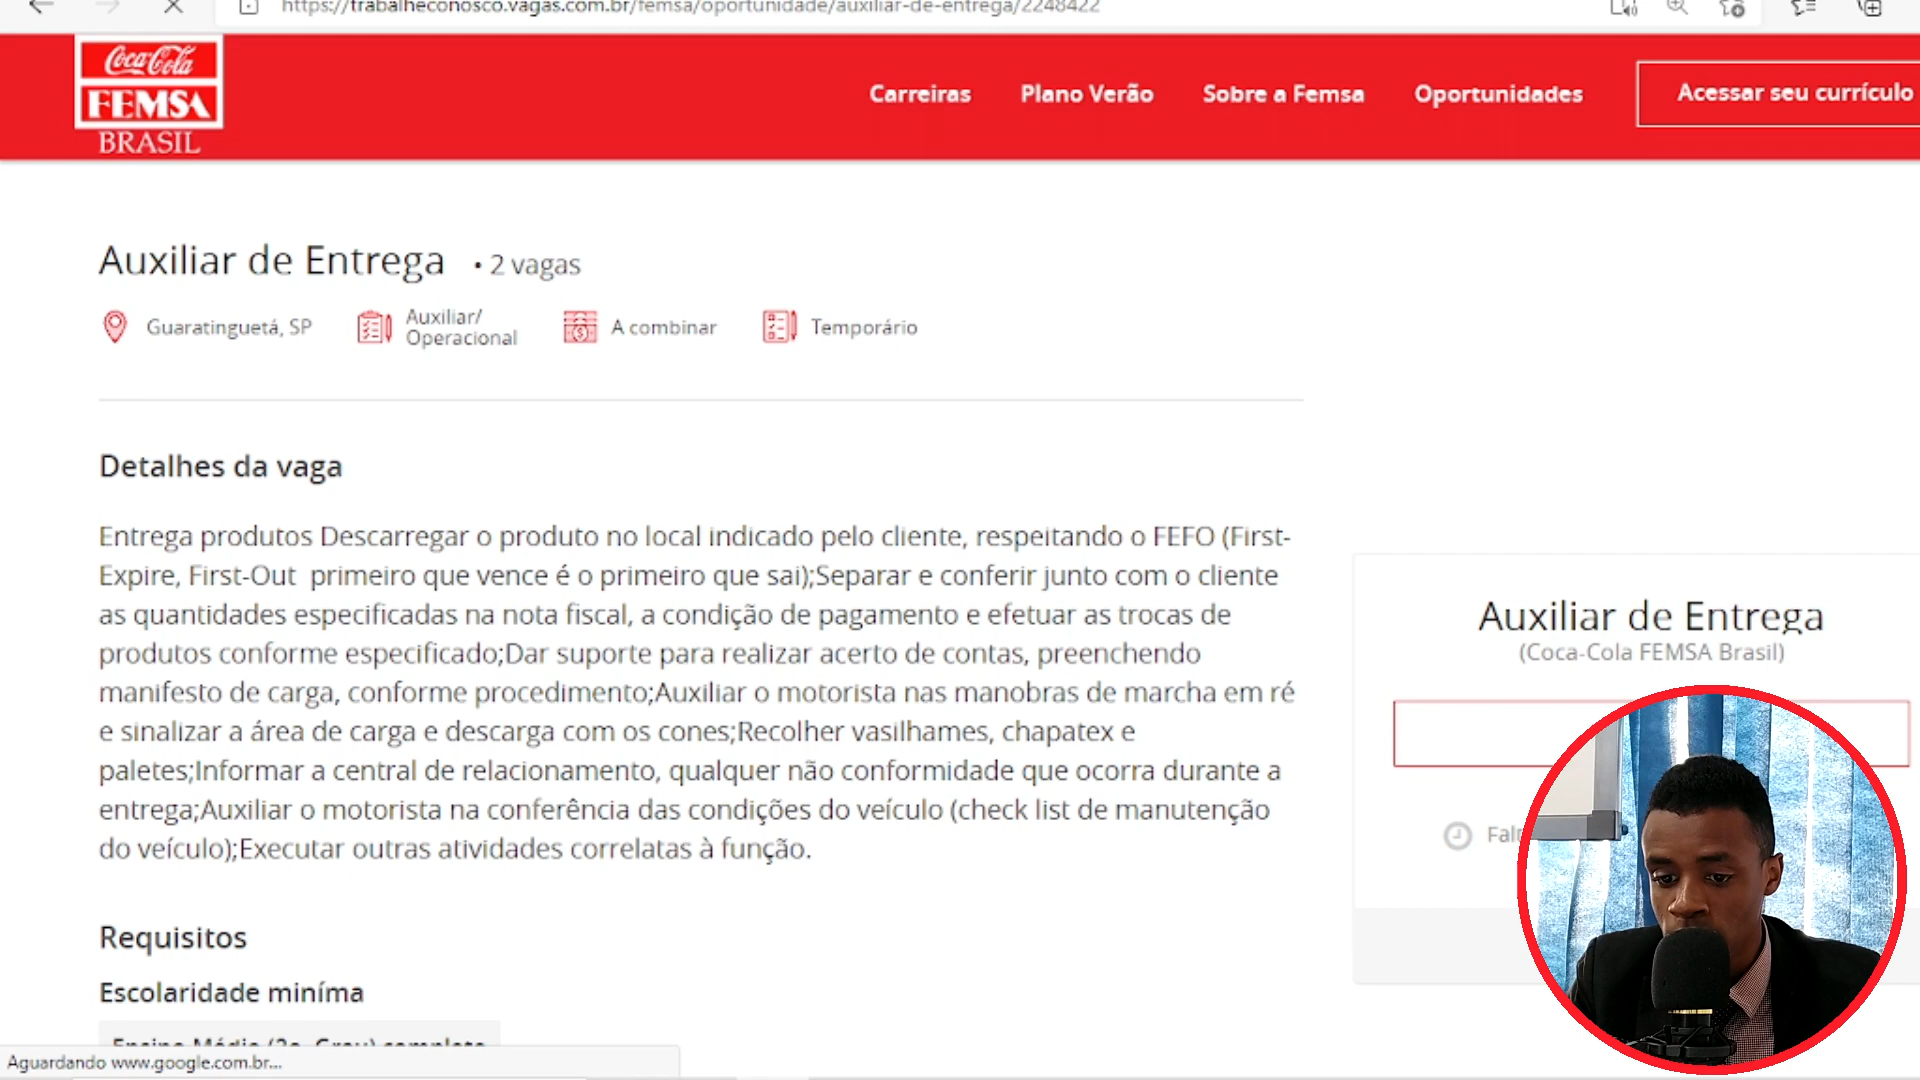 https://trabalheconosco.vagas.com.br/femsa/oportunidade/auxiliar-de-entrega/2248422
Coca-Cola
FEMSA
BRASIL
Carreiras
Plano Verão
Sobre a Femsa
Oportunidades
Acessar seu currículo
Auxiliar de Entrega • 2 vagas
Guaratinguetá, SP
Auxiliar/
Operacional
A combinar
Temporário
Detalhes da vaga
Entrega produtos Descarregar o produto no local indicado pelo cliente, respeitando o FEFO (First-
Expire, First-Out primeiro que vence é o primeiro que sai);Separar e conferir junto com o cliente
as quantidades especificadas na nota fiscal, a condição de pagamento e efetuar as trocas de
produtos conforme especificado;Dar suporte para realizar acerto de contas, preenchendo
manifesto de carga, conforme procedimento;Auxiliar o motorista nas manobras de marcha em ré
e sinalizar a área de carga e descarga com os cones;Recolher vasilhames, chapatex e
paletes;Informar a central de relacionamento, qualquer não conformidade que ocorra durante a
entrega;Auxiliar o motorista na conferência das condições do veículo (check list de manutenção
do veículo);Executar outras atividades correlatas à função.
Requisitos
Escolaridade miníma
Ensino Médio (2o. Grau) completo
Aguardando www.google.com.br...
Auxiliar de Entrega
(Coca-Cola FEMSA Brasil)